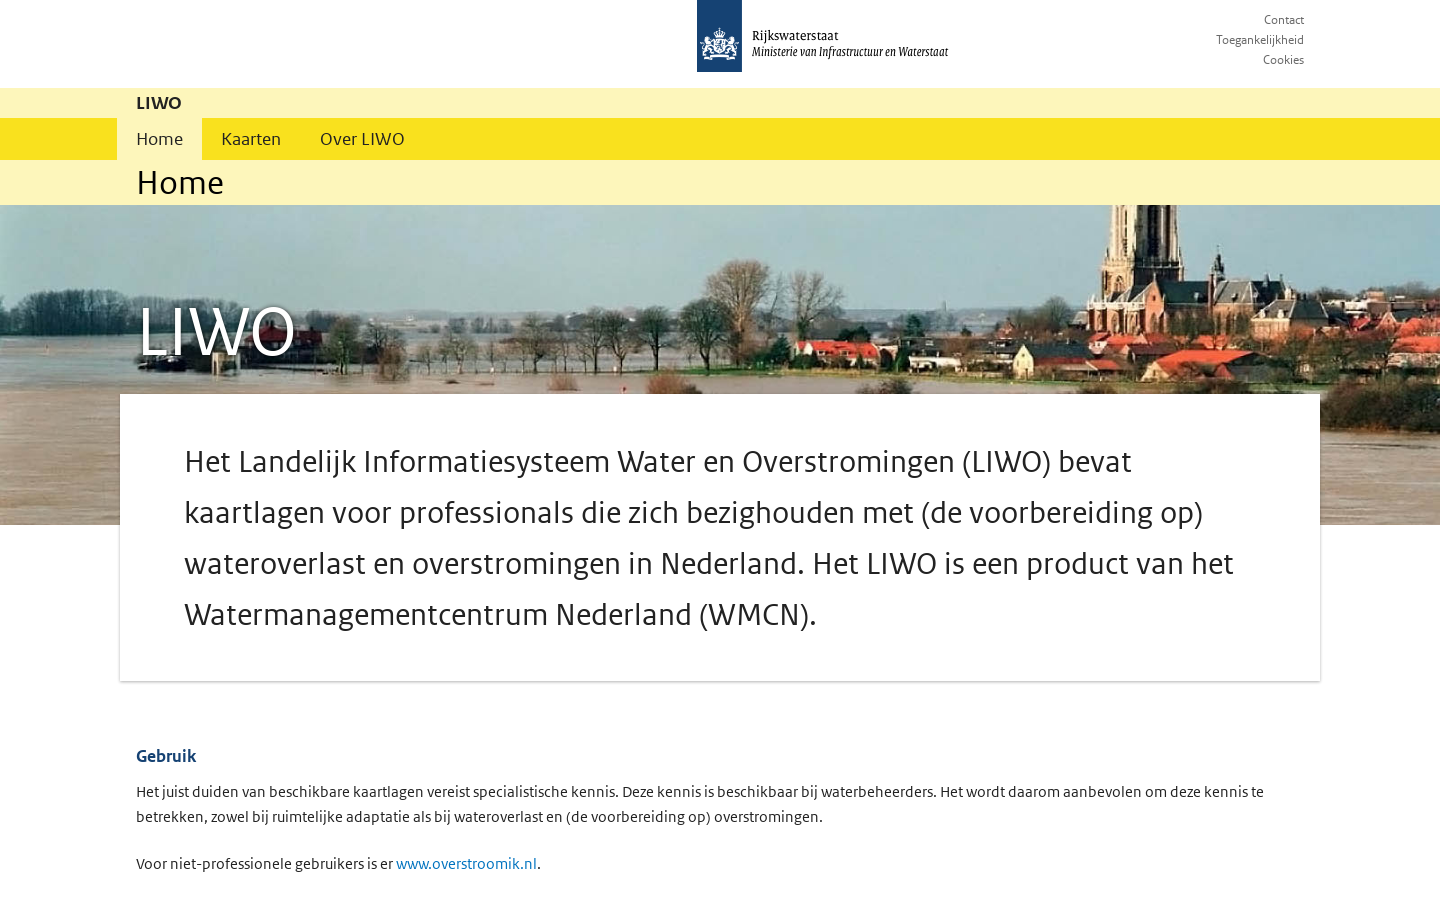 Rijkswaterstaat
Ministerie van Infrastructuur en Waterstaat
Contact
Toegankelijkheid
Cookies
LIWO
Home
Kaarten
Over LIWO
Home
LIWO
Het Landelijk Informatiesysteem Water en Overstromingen (LIWO) bevat
kaartlagen voor professionals die zich bezighouden met (de voorbereiding op)
wateroverlast en overstromingen in Nederland. Het LIWO is een product van het
Watermanagementcentrum Nederland (WMCN).
Gebruik
Het juist duiden van beschikbare kaartlagen vereist specialistische kennis. Deze kennis is beschikbaar bij waterbeheerders. Het wordt daarom aanbevolen om deze kennis te
betrekken, zowel bij ruimtelijke adaptatie als bij wateroverlast en (de voorbereiding op) overstromingen.
Voor niet-professionele gebruikers is er www.overstroomik.nl.